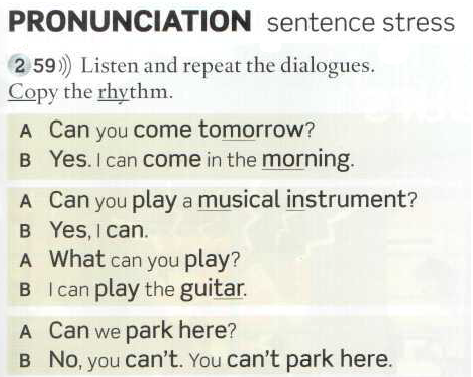 PRONUNCIATION sentence stress
2 59))) Listen and repeat the dialogues.
Copy the rhythm.
A Can you come tomorrow?
B Yes. I can come in the morning.
A Can you play a musical instrument?
B Yes, I can.
A What can you play?
B I can play the guitar.
A Can we park here?
B No, you can't. You can't park here.